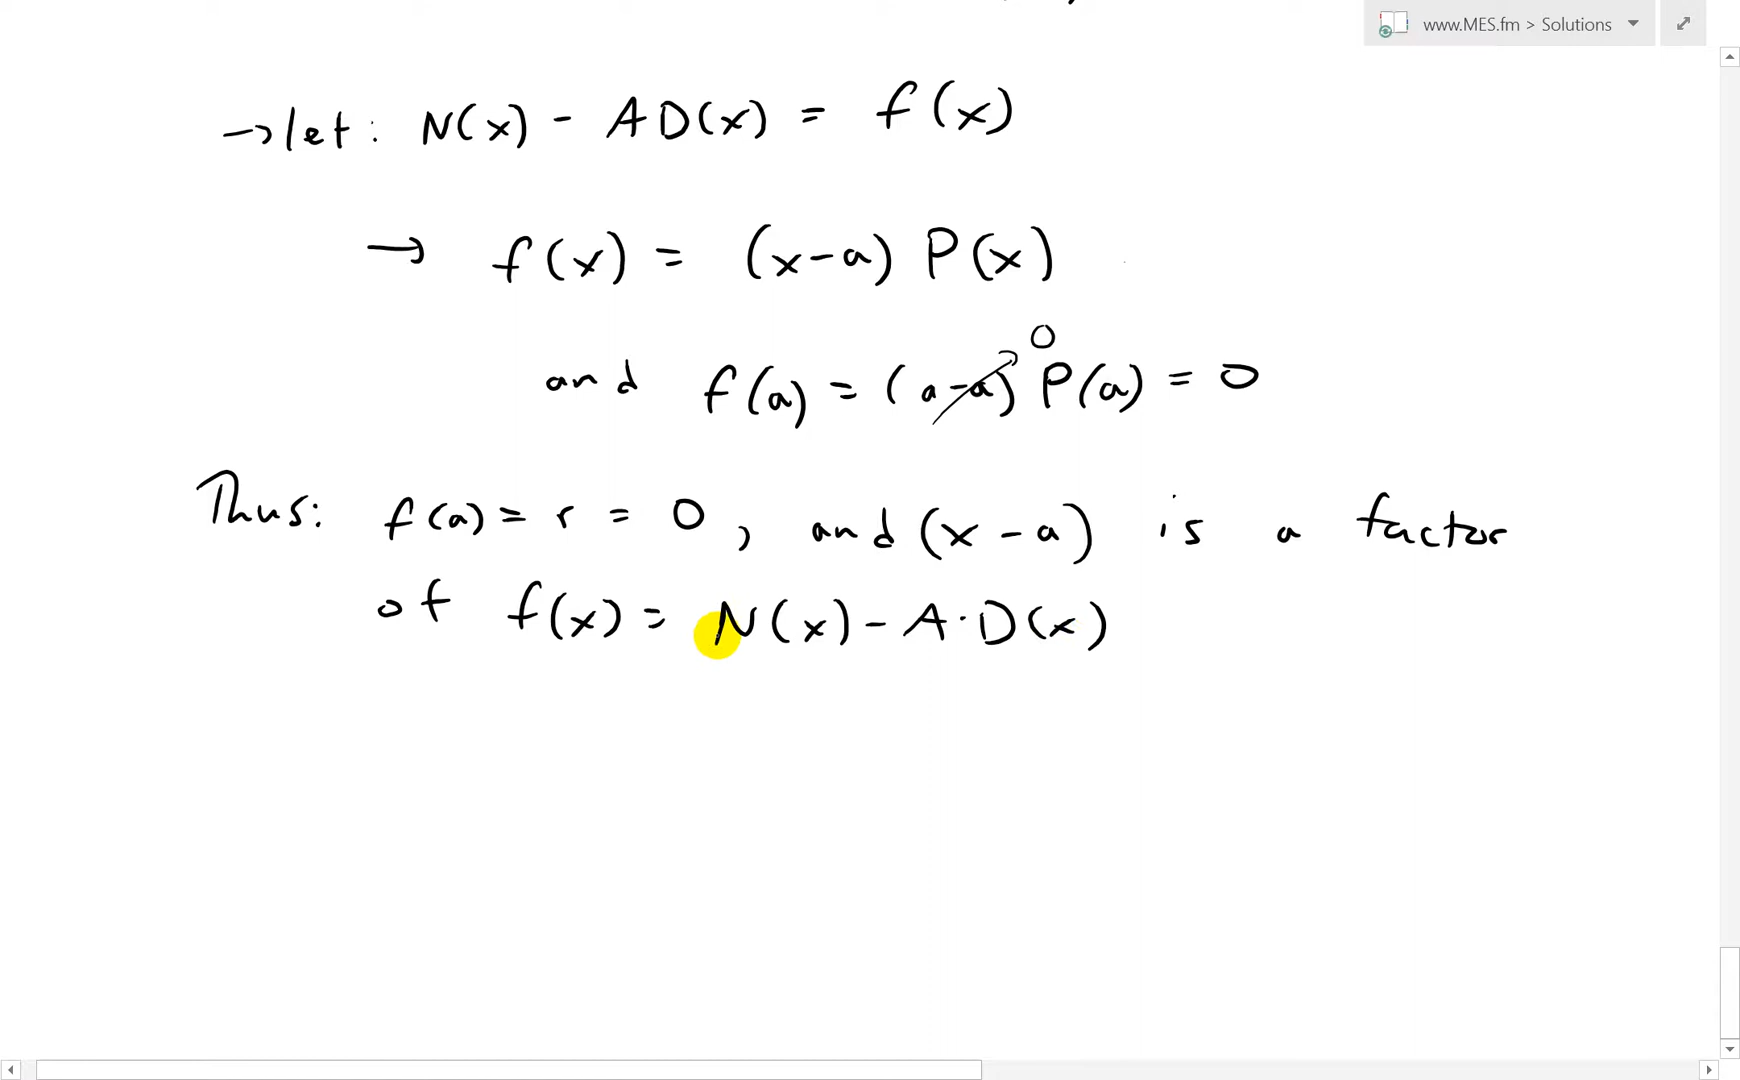 www.MES.fm > Solutions
→ let: N(x) - AD(x) = f(x)
→ f(x) = (x-a) P(x)
0
and f(a) = (a-a) P(a) = 0
Thus: f(a) = r = 0, and (x-a) is a factor
of f(x) = N(x) - A·D(x)